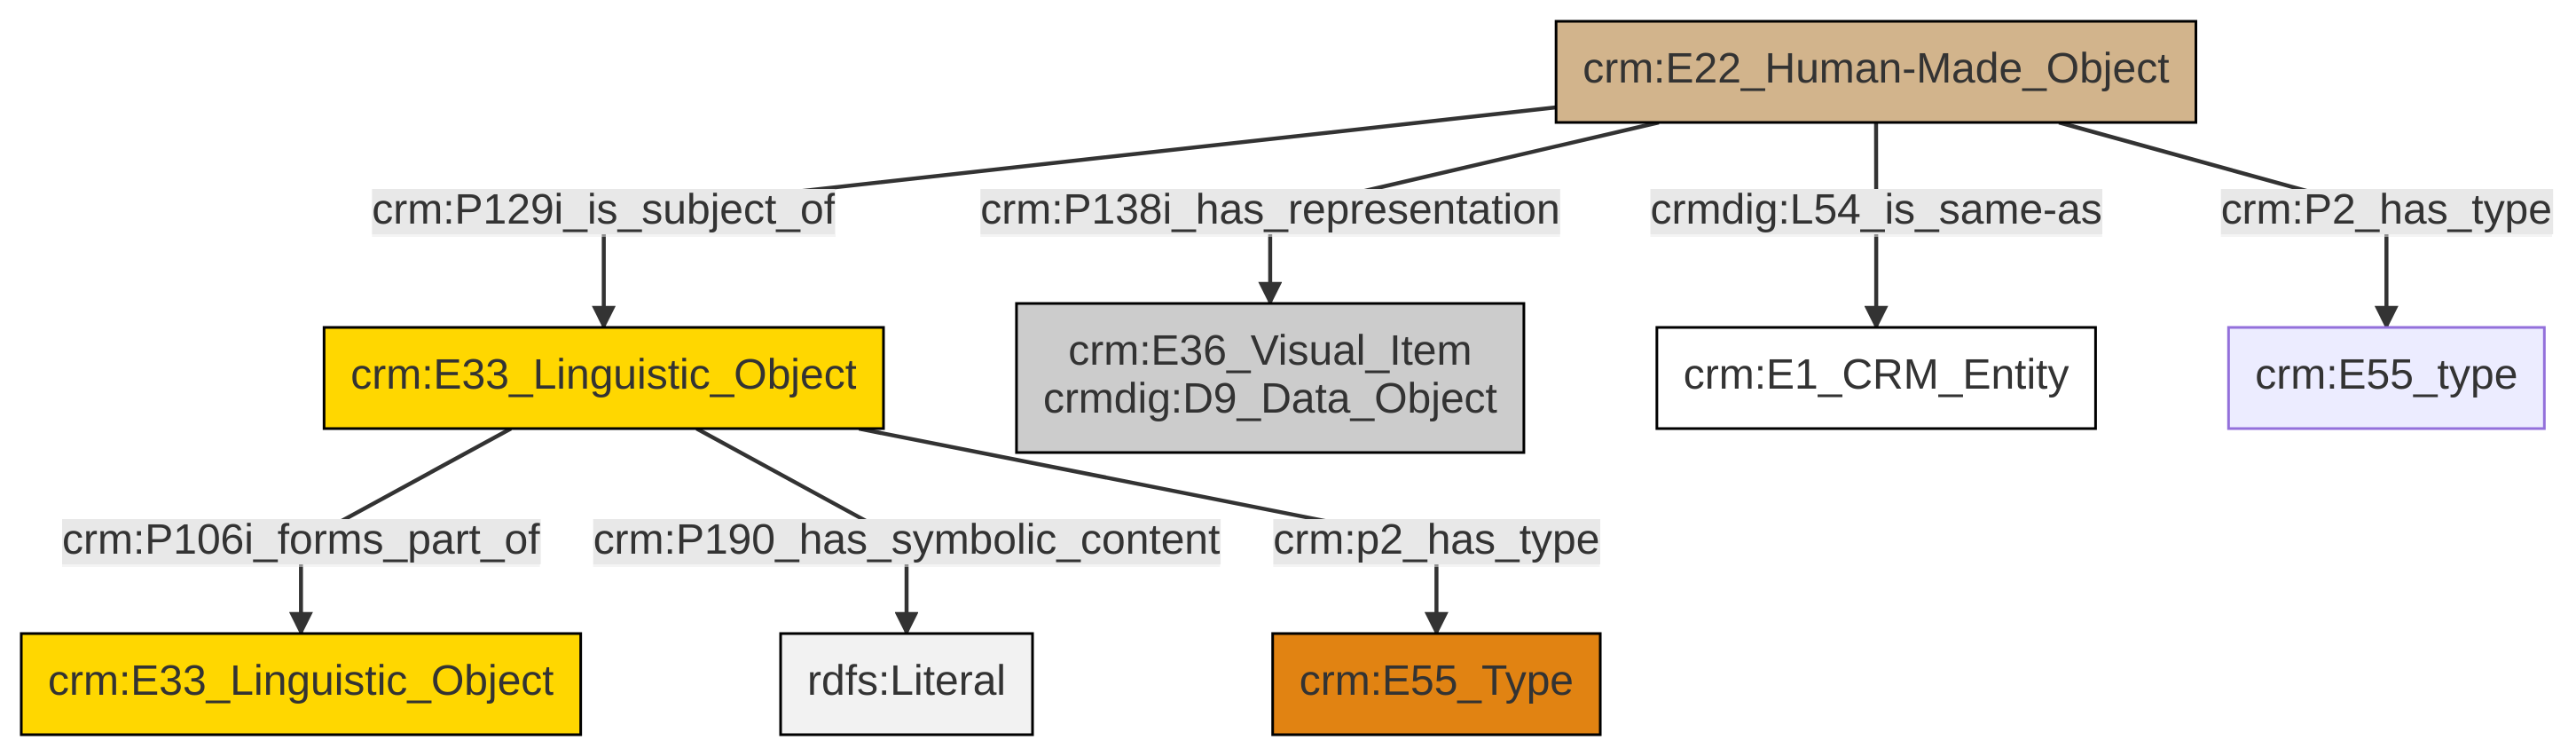 crm:E22_Human-Made_Object
crm:P129i_is_subject_of
crm:P138i_has_representation
crmdig:L54_is_same-as
crm:P2_has_type
crm:E33_Linguistic_Object
crm:E36_Visual_Item
crmdig:D9_Data_Object
crm:E1_CRM_Entity
crm:E55_type
crm:P106i_forms_part_of
crm:P190_has_symbolic_content
crm:p2_has_type
crm:E33_Linguistic_Object
rdfs:Literal
crm:E55_Type